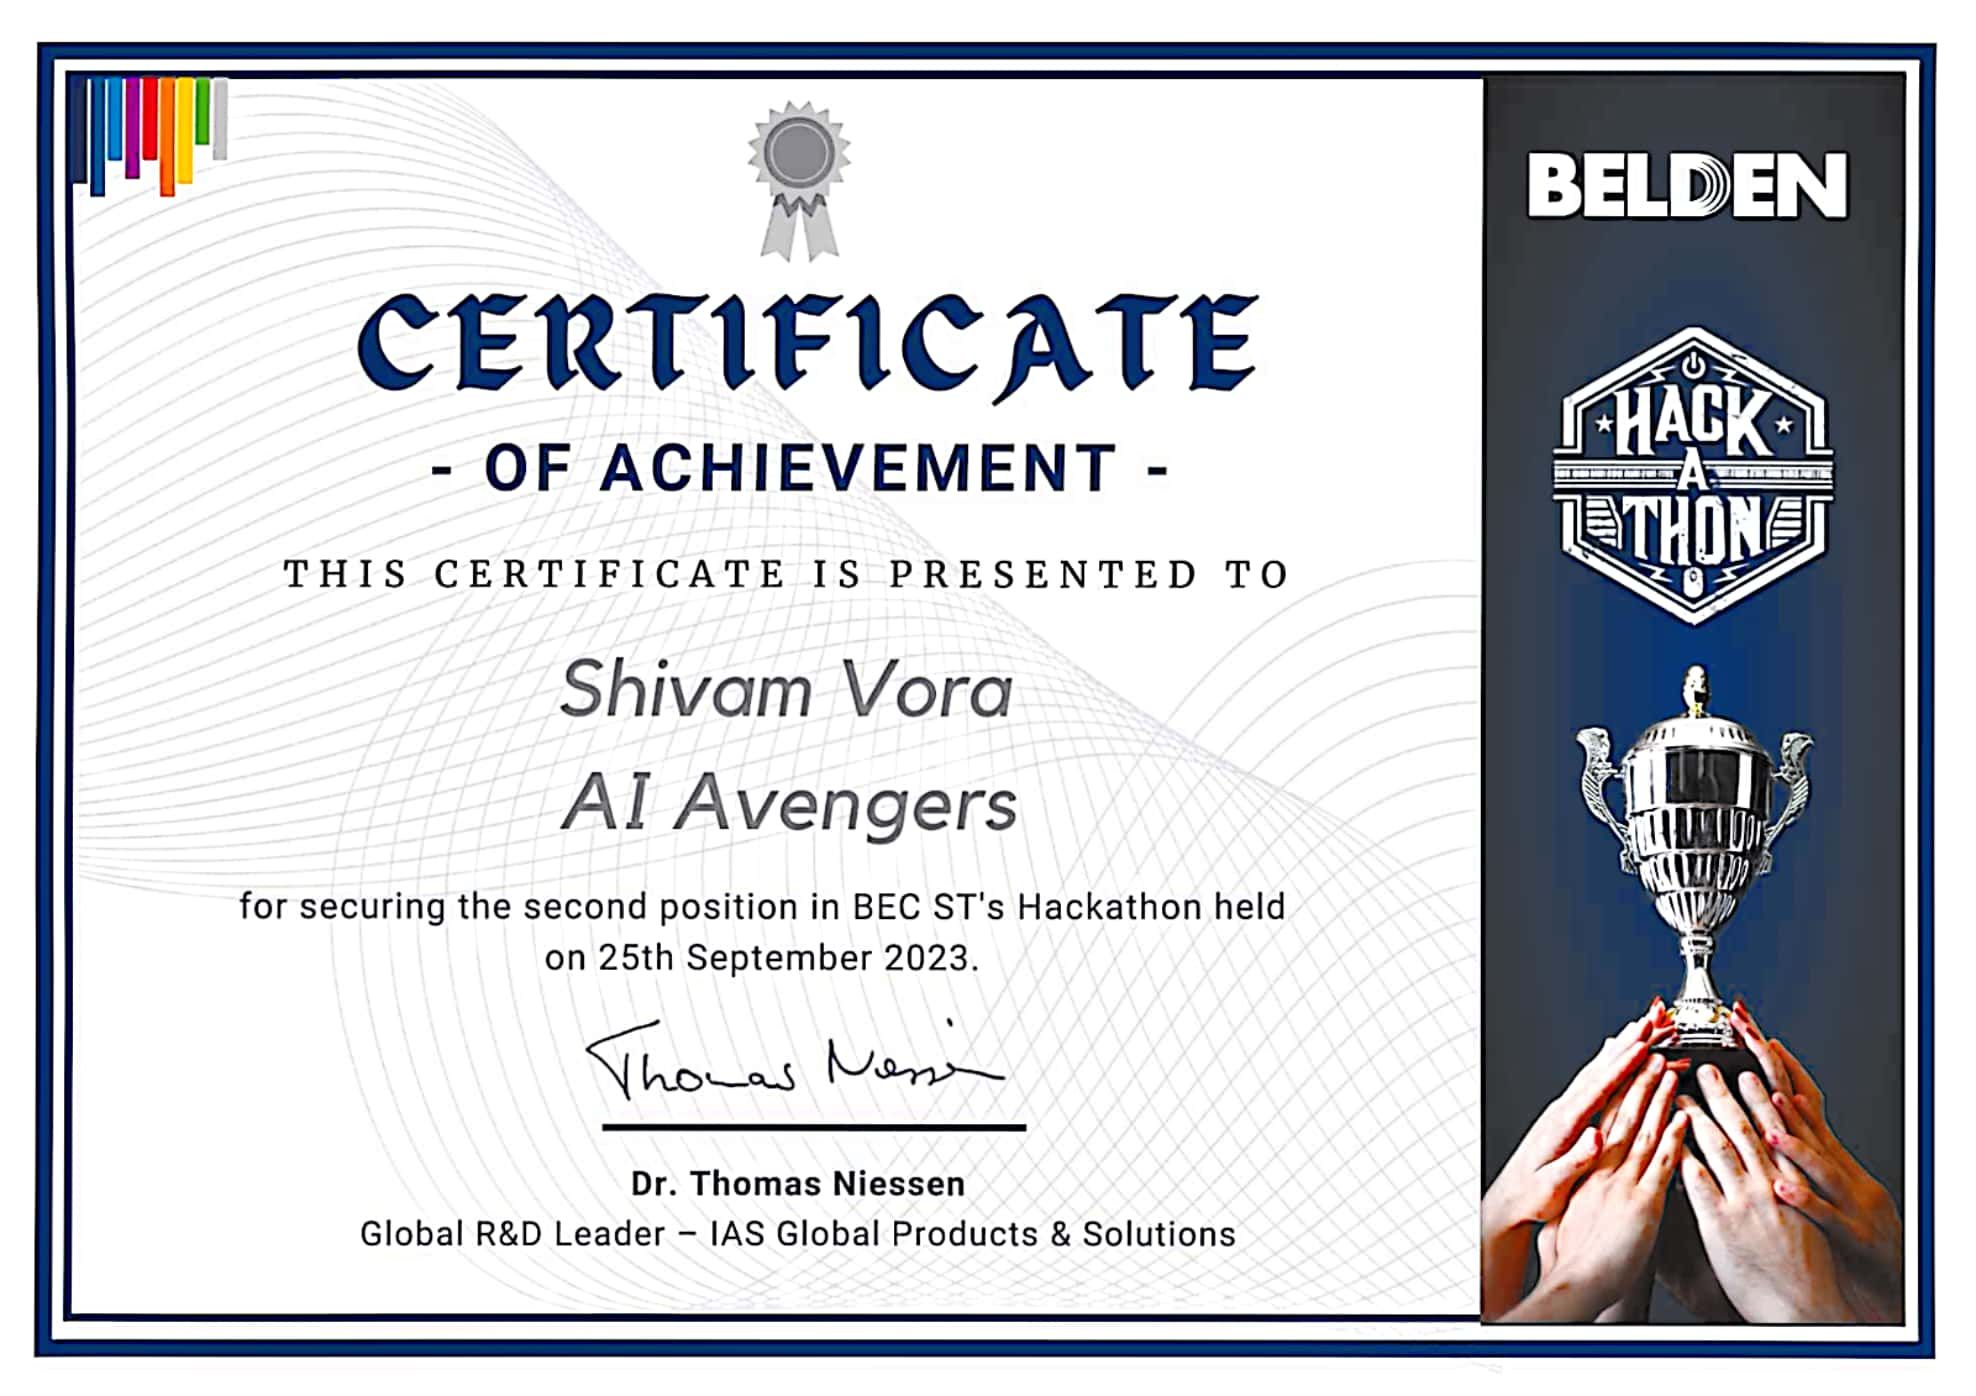 CERTIFICATE
- OF ACHIEVEMENT -
THIS CERTIFICATE IS PRESENTED TO
Shivam Vora
AI Avengers
for securing the second position in BEC ST's Hackathon held
on 25th September 2023.
Thomas Niessen
Dr. Thomas Niessen
Global R&D Leader – IAS Global Products & Solutions
BELDEN
HACK
A
THON